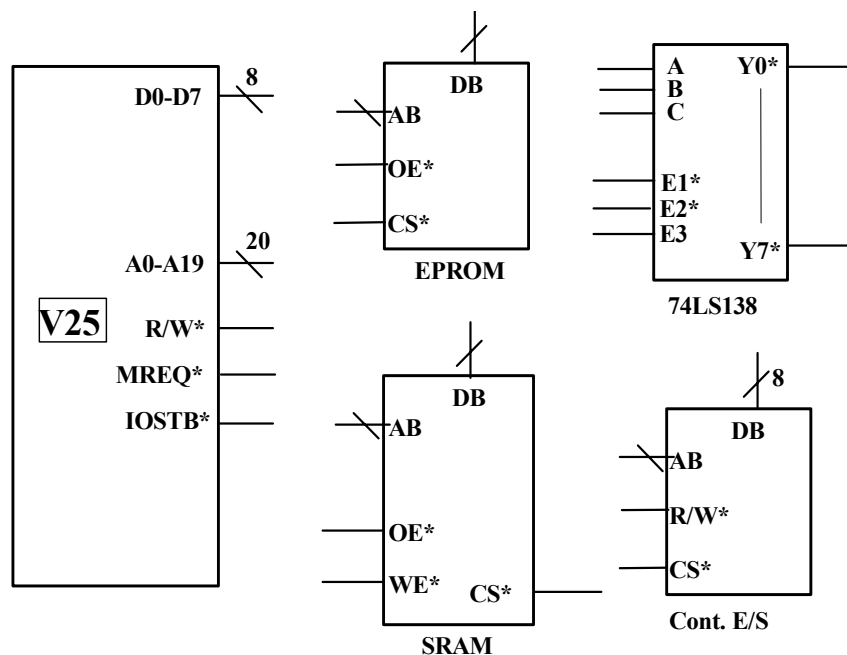 8
D0-D7
20
A0-A19
V25
R/W*
MREQ*
IOSTB*
DB
AB
OE*
CS*
EPROM
A
Y0*
B
C
E1*
E2*
E3
Y7*
74LS138
DB
AB
OE*
WE*
CS*
SRAM
8
DB
AB
R/W*
CS*
Cont. E/S